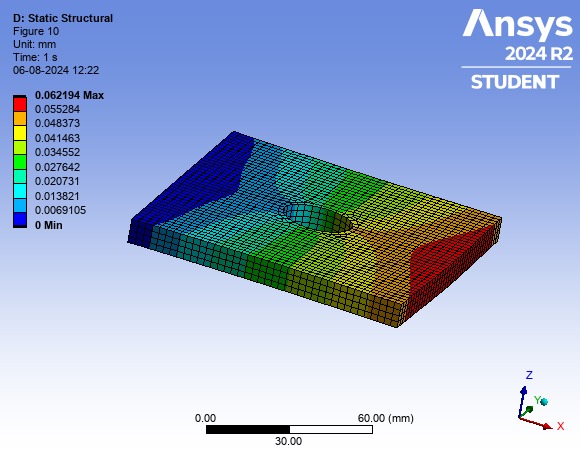 D: Static Structural
Figure 10
Unit: mm
Time: 1 s
06-08-2024 12:22
0.062194 Max
0.055284
0.048373
0.041463
0.034552
0.027642
0.020731
0.013821
0.0069105
0 Min
Ansys
2024 R2
STUDENT
0.00
60.00 (mm)
30.00
Z
Y
X